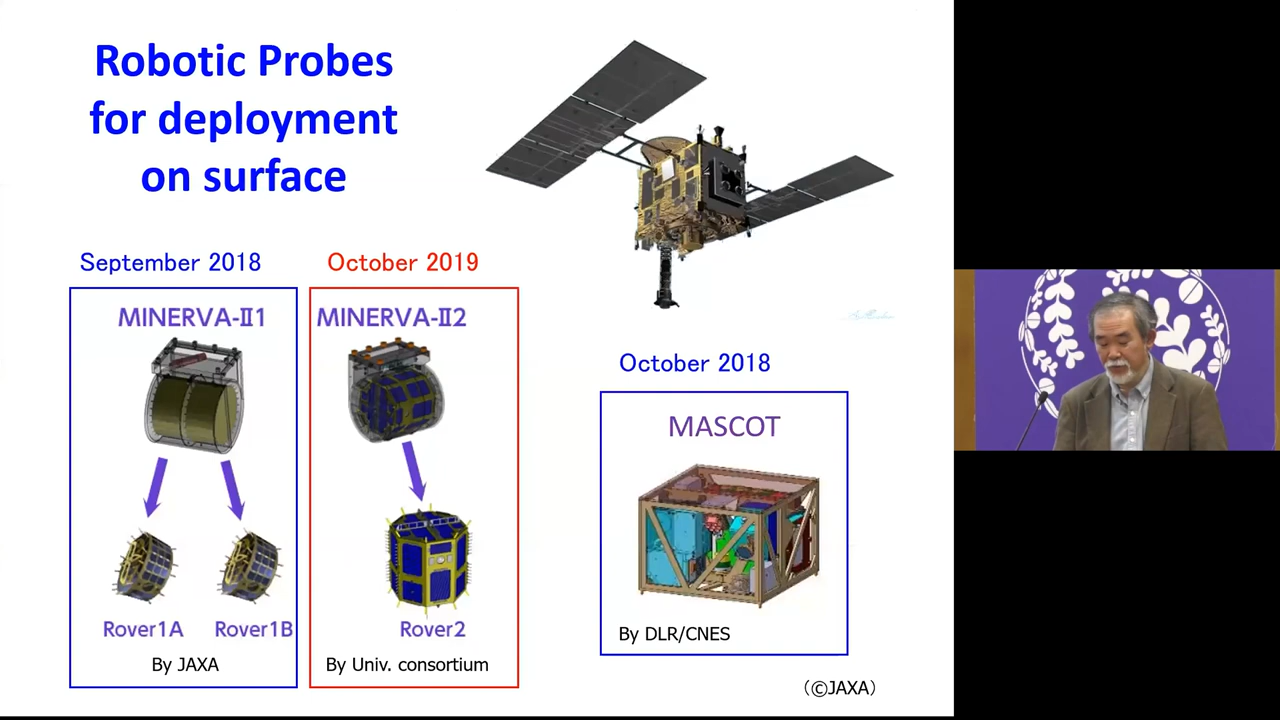 Robotic Probes
for deployment
on surface
September 2018
October 2019
MINERVA-II1
MINERVA-II2
October 2018
MASCOT
Rover1A
Rover1B
Rover2
By JAXA
By Univ. consortium
By DLR/CNES
(©JAXA)